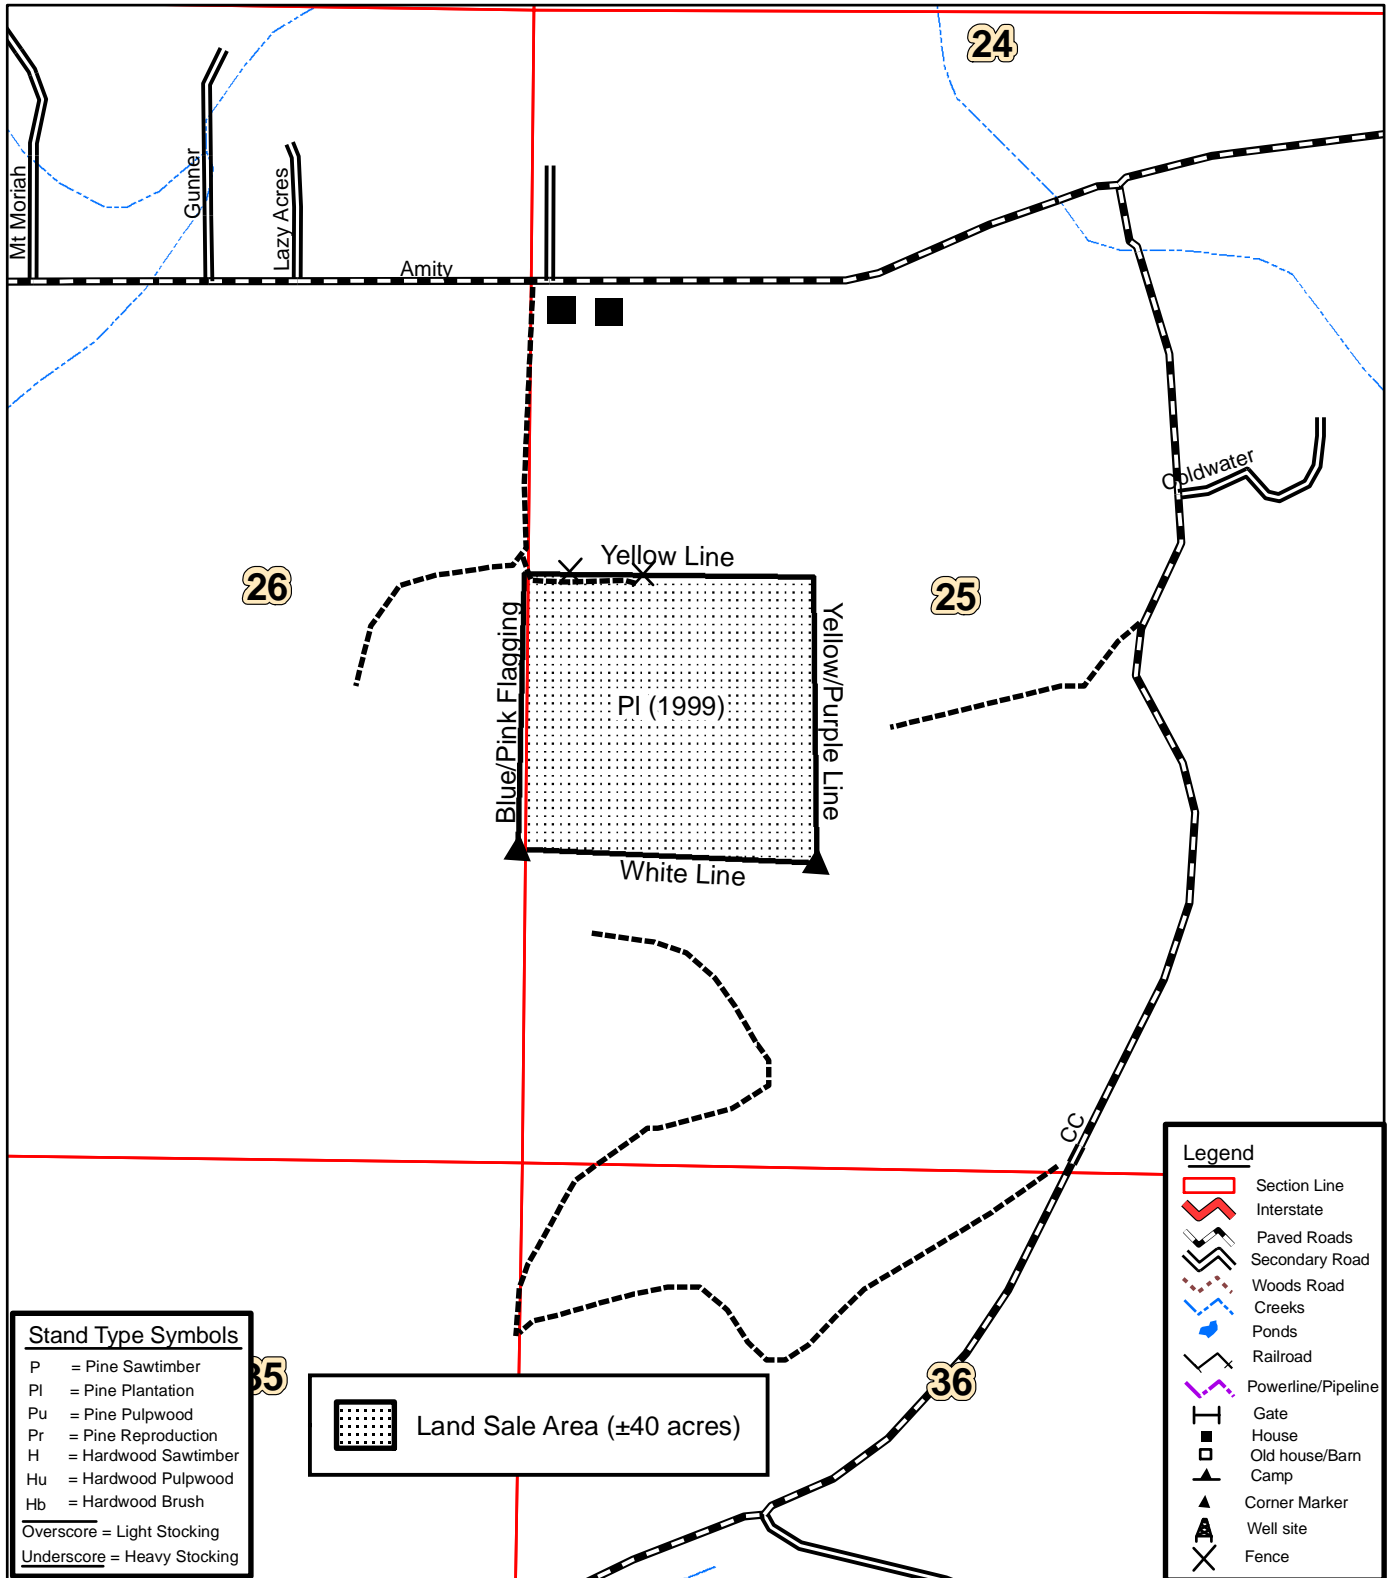 24
Mt Moriah
Gunner
Lazy Acres
Amity
Coldwater
Yellow Line
26
25
Blue/Pink Flagging
Yellow/Purple Line
Pl (1999)
White Line
CC
Legend
Section Line
Interstate
Paved Roads
Secondary Road
Woods Road
Creeks
Ponds
Railroad
Powerline/Pipeline
Gate
House
Old house/Barn
Camp
Corner Marker
Well site
Fence
Stand Type Symbols
P = Pine Sawtimber
Pl = Pine Plantation
Pu = Pine Pulpwood
Pr = Pine Reproduction
H = Hardwood Sawtimber
Hu = Hardwood Pulpwood
Hb = Hardwood Brush
Overscore = Light Stocking
Underscore = Heavy Stocking
35
36
Land Sale Area (±40 acres)